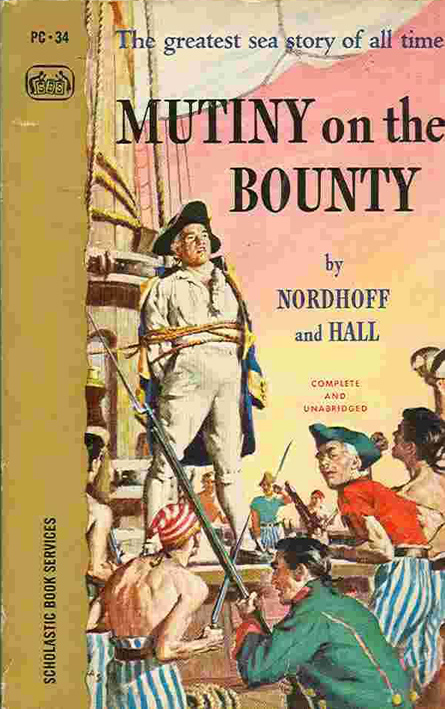 PC • 34
SBS
The greatest sea story of all time
MUTINY on the
BOUNTY
by
NORDHOFF
and HALL
COMPLETE
AND
UNABRIDGED
SCHOLASTIC BOOK SERVICES